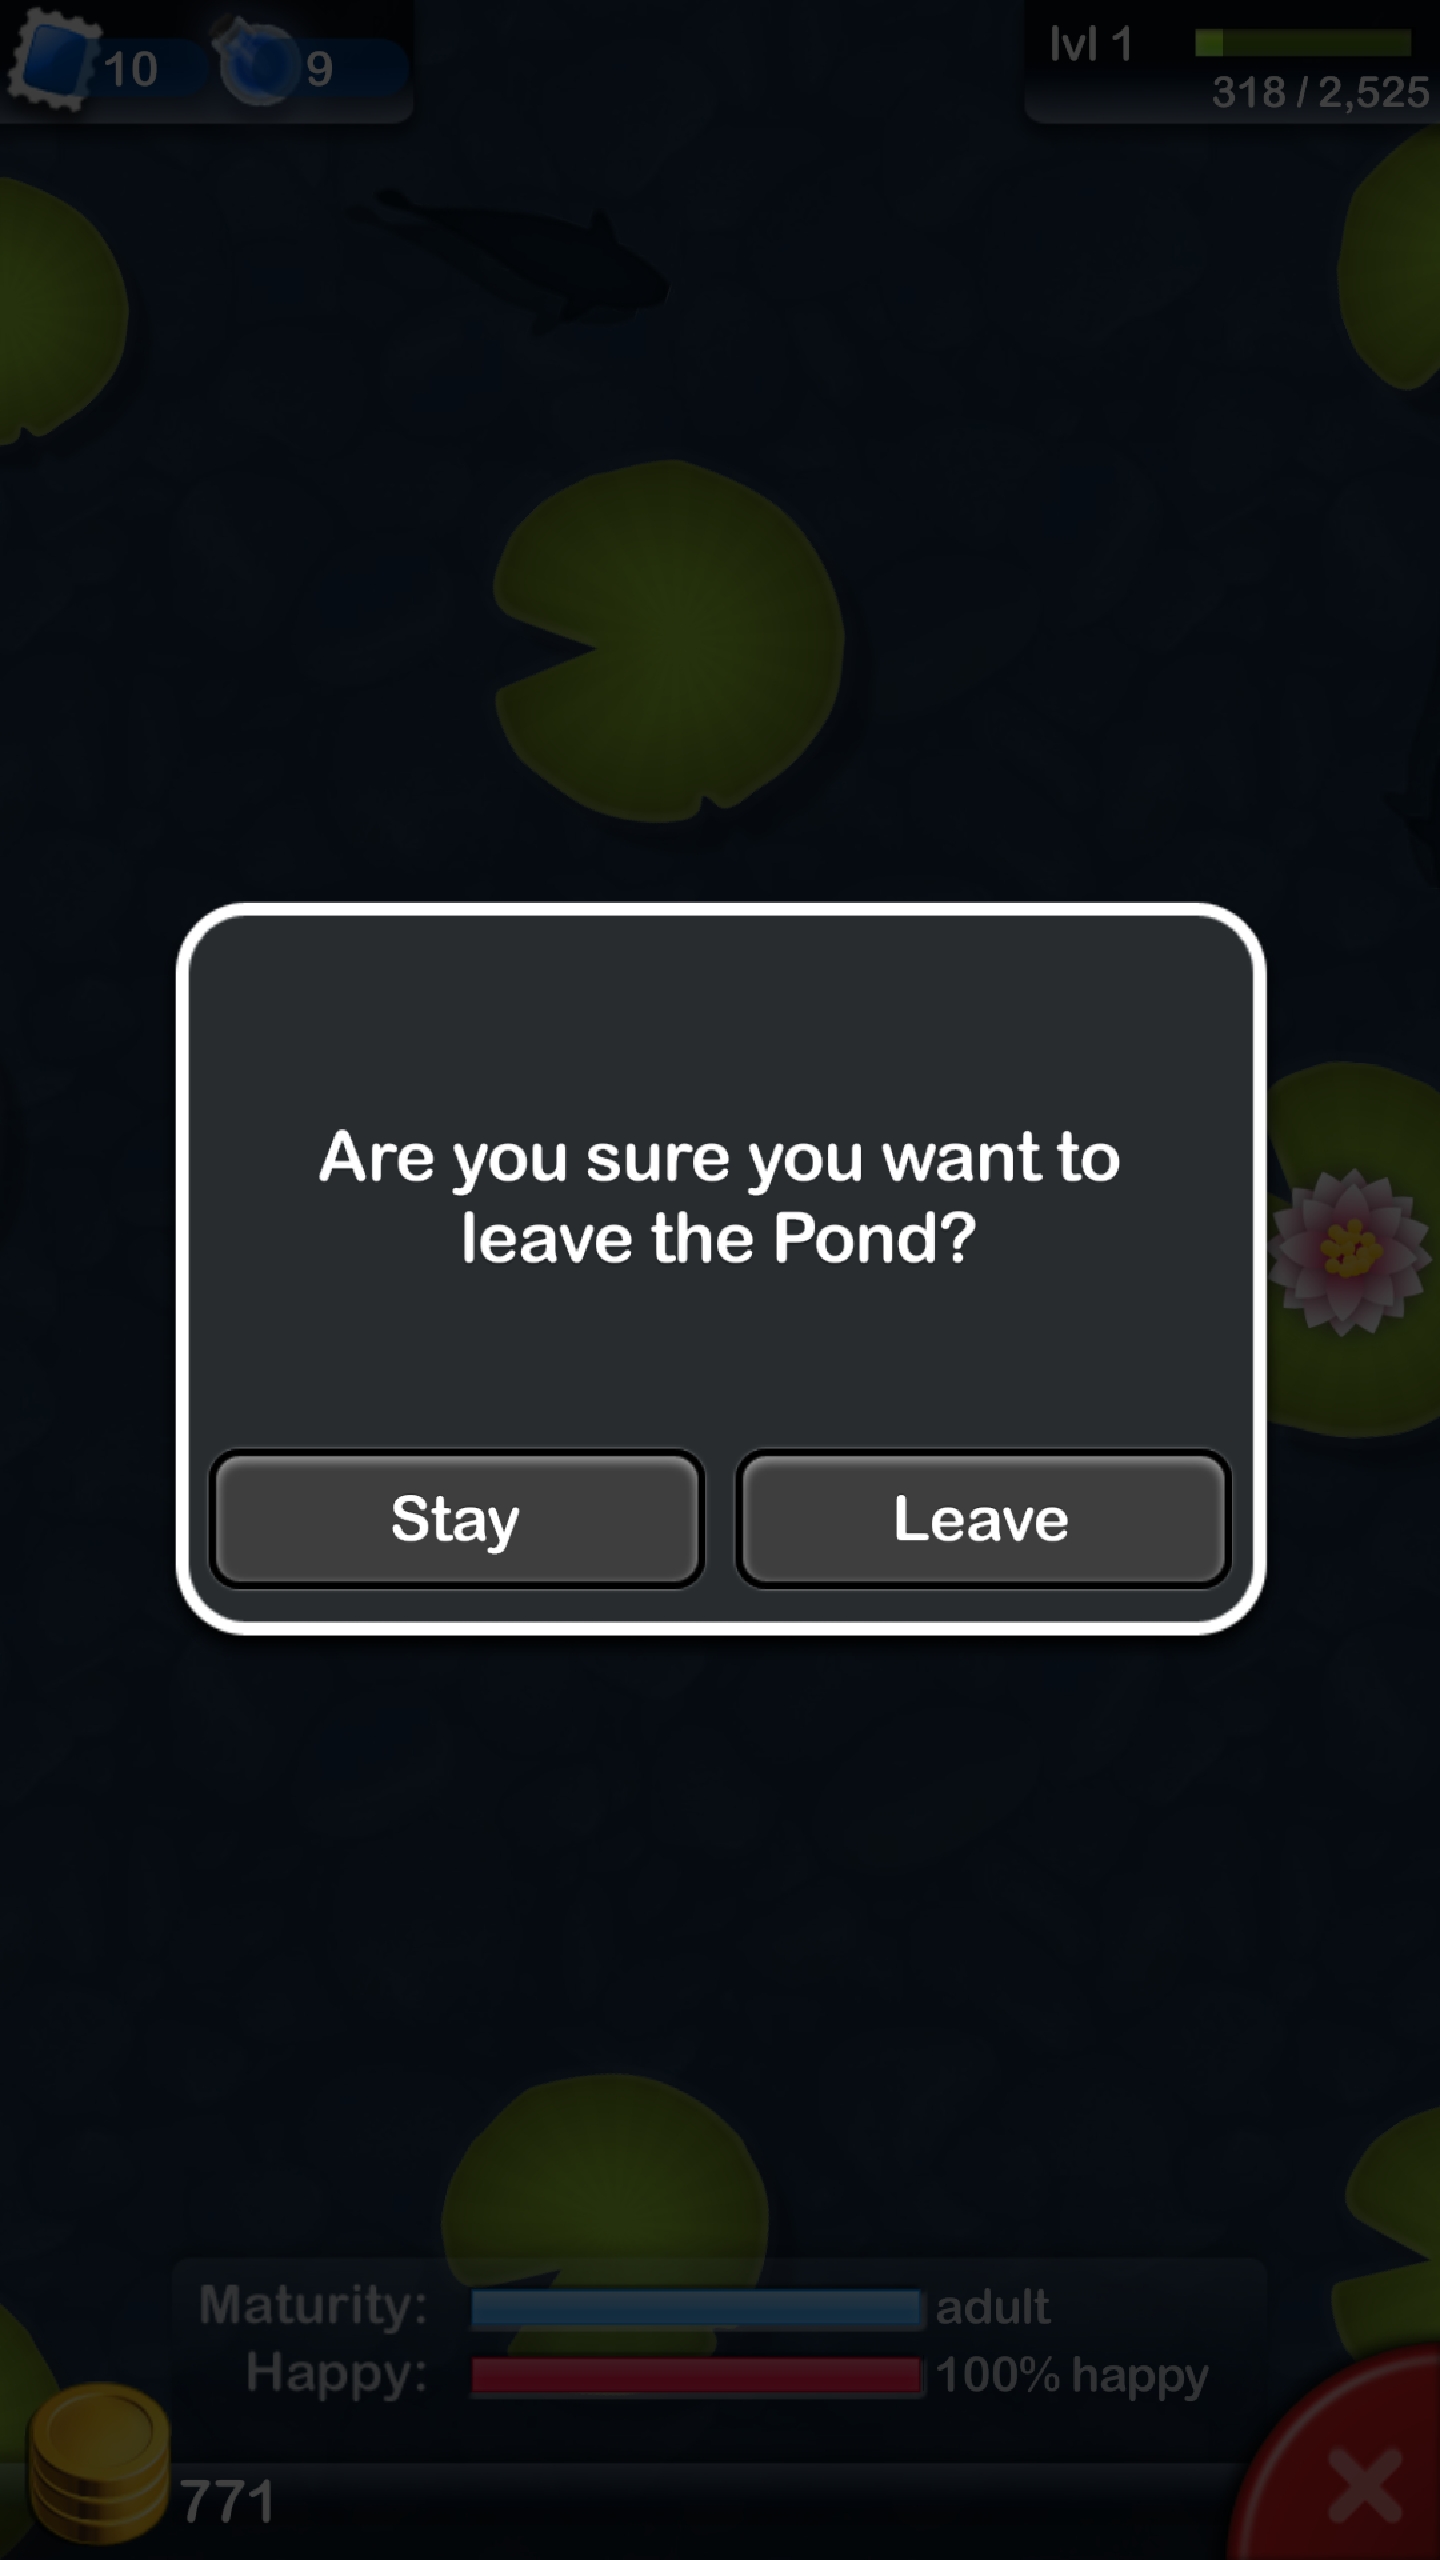 10
9
lvl 1
318 / 2,525
Are you sure you want to
leave the Pond?
Stay
Leave
Maturity:
adult
Happy:
100% happy
771